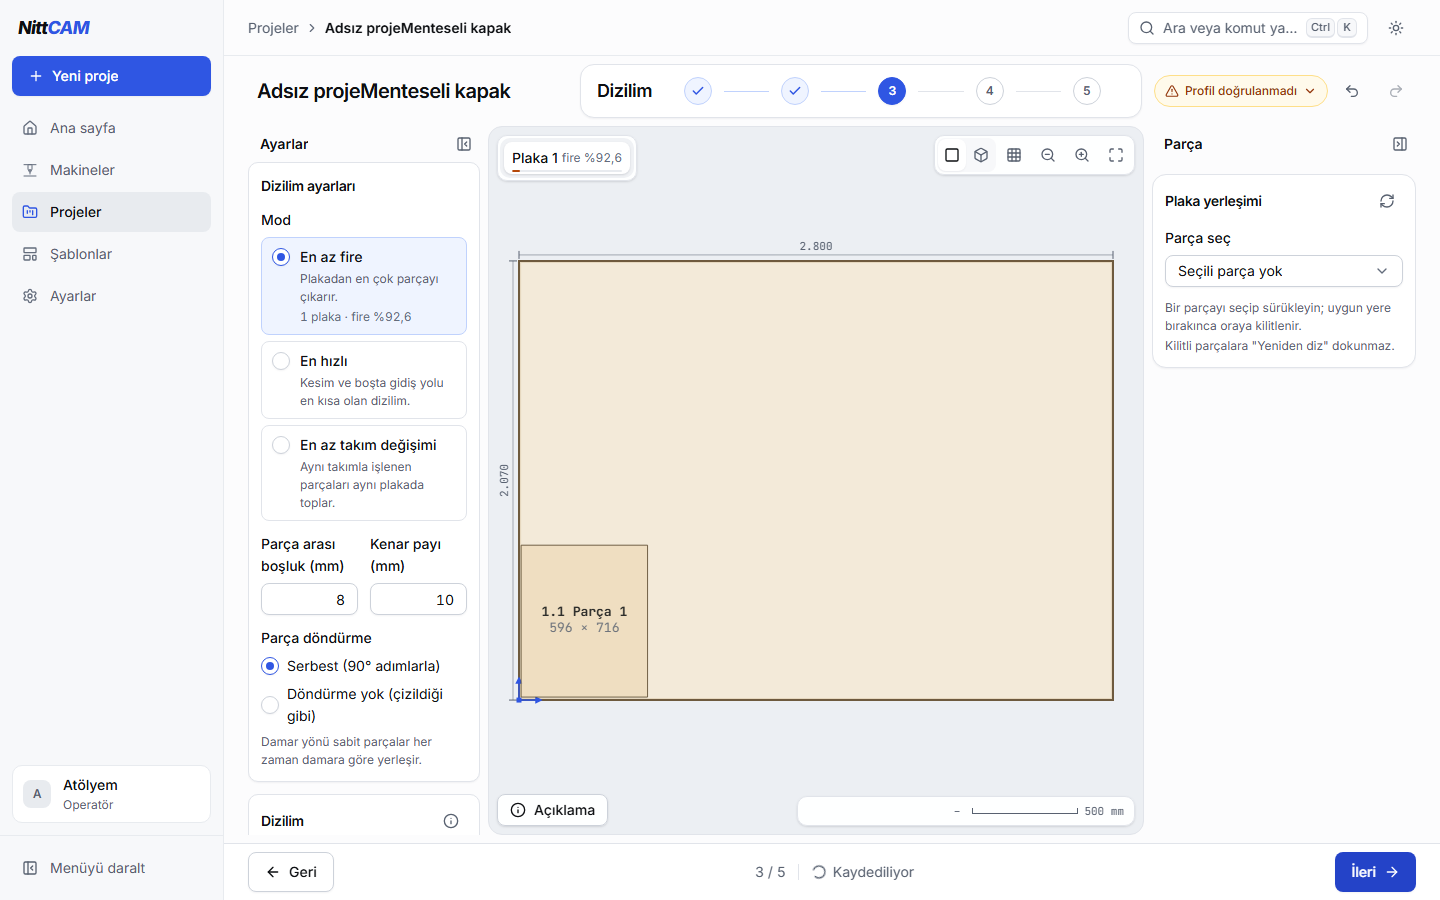 NittCAM
Yeni proje
Ana sayfa
Makineler
Projeler
Şablonlar
Ayarlar
A
Atölyem
Operatör
Menüyü daralt
Projeler
Adsız projeMenteseli kapak
Ara veya komut ya...
Ctrl
K
Adsız projeMenteseli kapak
Dizilim
3
4
5
Profil doğrulanmadı
Ayarlar
Dizilim ayarları
Mod
En az fire
Plakadan en çok parçayı
çıkarır.
1 plaka · fire %92,6
En hızlı
Kesim ve boşta gidiş yolu
en kısa olan dizilim.
En az takım değişimi
Aynı takımla işlenen
parçaları aynı plakada
toplar.
Parça arası
boşluk (mm)
Kenar payı
(mm)
8
10
Parça döndürme
Serbest (90° adımlarla)
Döndürme yok (çizildiği
gibi)
Damar yönü sabit parçalar her
zaman damara göre yerleşir.
Dizilim
Plaka 1 fire %92,6
2.800
2.070
1.1 Parça 1
596 × 716
Açıklama
–
500 mm
Parça
Plaka yerleşimi
Parça seç
Seçili parça yok
Bir parçayı seçip sürükleyin; uygun yere
bırakınca oraya kilitlenir.
Kilitli parçalara "Yeniden diz" dokunmaz.
Geri
3 / 5
Kaydediliyor
İleri